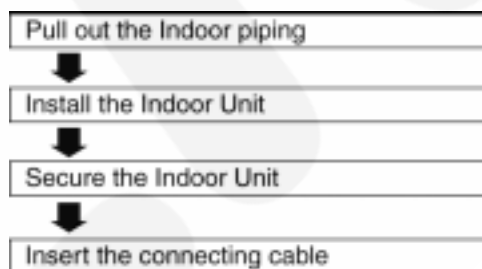 Pull out the Indoor piping
Install the Indoor Unit
Secure the Indoor Unit
Insert the connecting cable